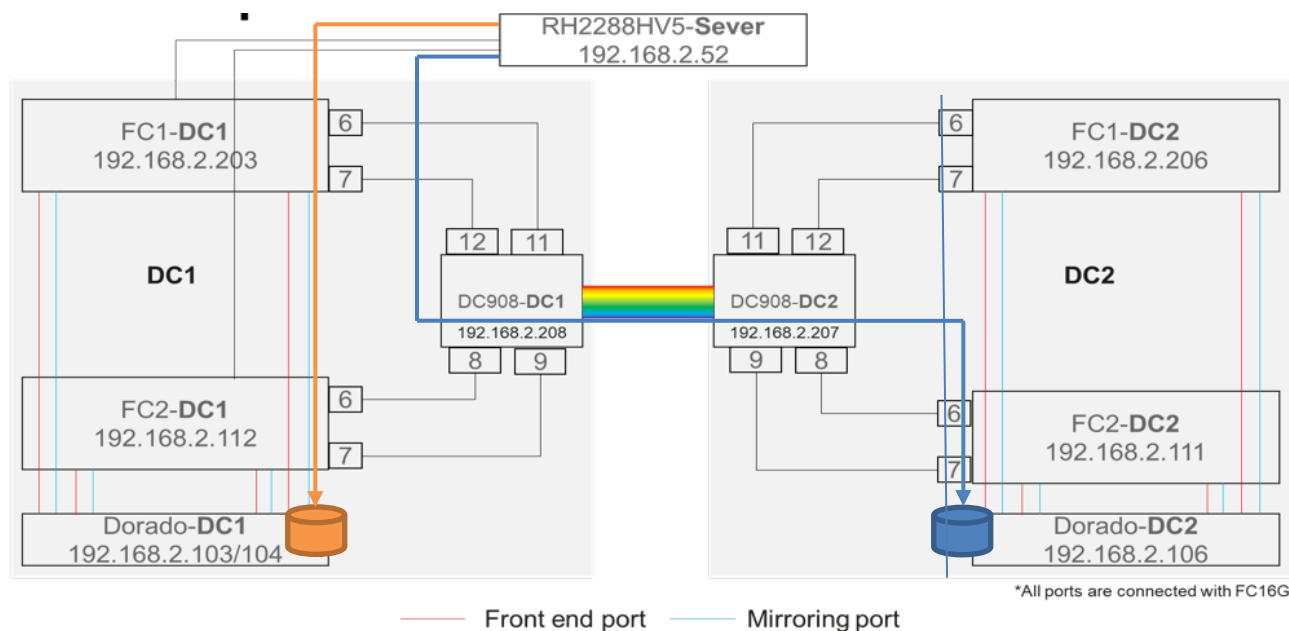 RH2288HV5-Sever
192.168.2.52
FC1-DC1
192.168.2.203
6
7
12
11
DC1
DC908-DC1
192.168.2.208
8
9
FC2-DC1
192.168.2.112
6
7
Dorado-DC1
192.168.2.103/104
6
FC1-DC2
192.168.2.206
7
11
12
DC908-DC2
192.168.2.207
DC2
9
8
6
FC2-DC2
192.168.2.111
7
Dorado-DC2
192.168.2.106
*All ports are connected with FC16G
Front end port
Mirroring port